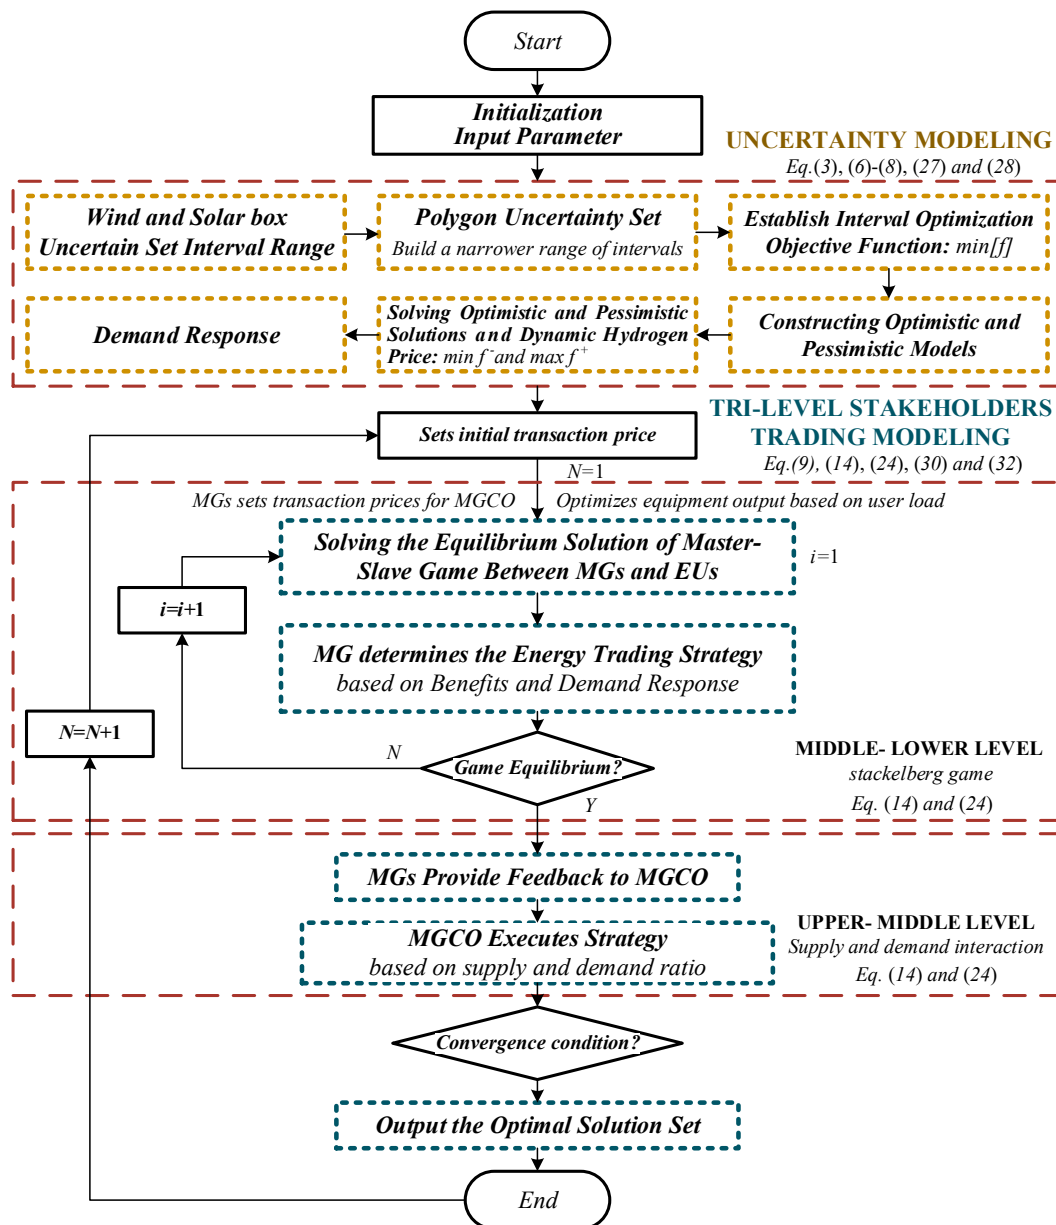 Start
Initialization
Input Parameter
UNCERTAINTY MODELING
Eq.(3), (6)-(8), (27) and (28)
Wind and Solar box
Uncertain Set Interval Range
Polygon Uncertainty Set
Build a narrower range of intervals
Establish Interval Optimization
Objective Function: min[f]
Demand Response
Solving Optimistic and Pessimistic
Solutions and Dynamic Hydrogen
Price: min f⁻ and max f⁺
Constructing Optimistic and
Pessimistic Models
TRI-LEVEL STAKEHOLDERS
TRADING MODELING
Eq.(9), (14), (24), (30) and (32)
Sets initial transaction price
N=1
MGs sets transaction prices for MGCO
Optimizes equipment output based on user load
Solving the Equilibrium Solution of Master-
Slave Game Between MGs and EUs
i=1
i=i+1
MG determines the Energy Trading Strategy
based on Benefits and Demand Response
N=N+1
N
Game Equilibrium?
Y
MIDDLE- LOWER LEVEL
stackelberg game
Eq. (14) and (24)
MGs Provide Feedback to MGCO
MGCO Executes Strategy
based on supply and demand ratio
UPPER- MIDDLE LEVEL
Supply and demand interaction
Eq. (14) and (24)
Convergence condition?
Output the Optimal Solution Set
End